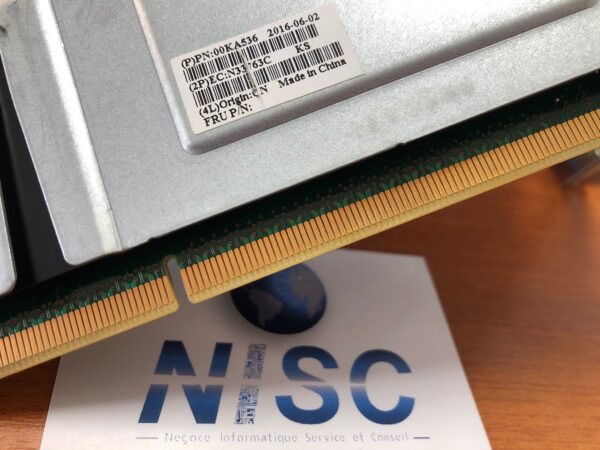 (P)PN:00KA536 2016-06-02
(2P)EC:N33763C KS
(4L)Origin:CN Made in China
FRU P/N:
NISC
Negoce Informatique Service et Conseil